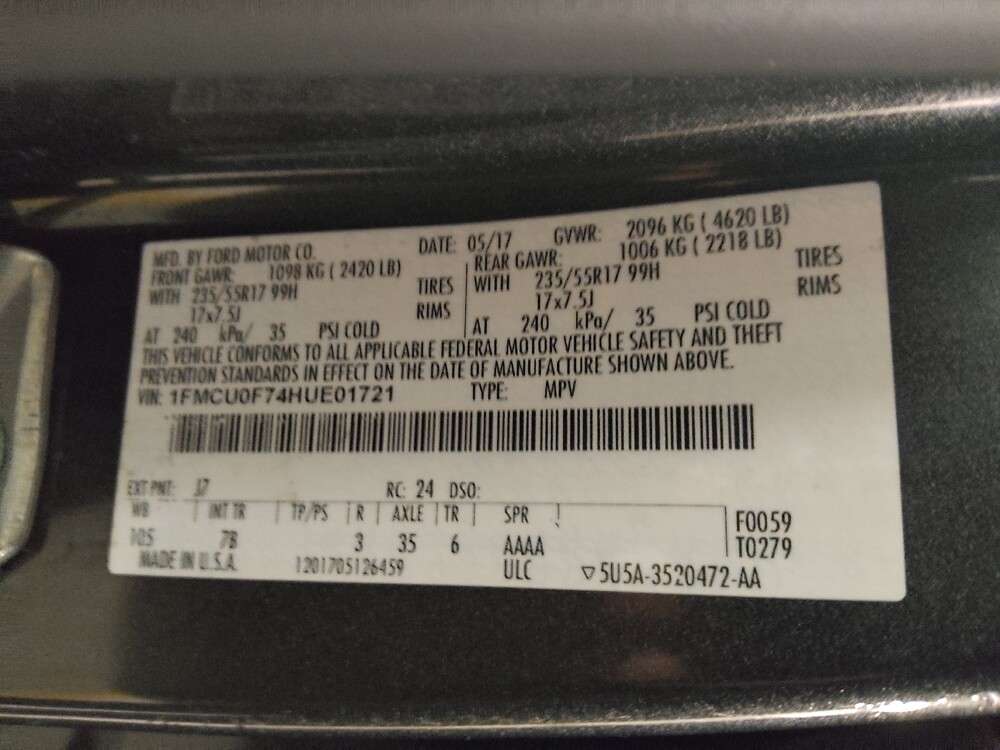 MFD. BY FORD MOTOR CO. DATE: 05/17 GVWR: 2096 KG ( 4620 LB)
FRONT GAWR: 1098 KG ( 2420 LB) REAR GAWR: 1006 KG ( 2218 LB)
WITH 235/55R17 99H TIRES WITH 235/55R17 99H TIRES
17x7.5J RIMS 17x7.5J RIMS
AT 240 kPa/ 35 PSI COLD AT 240 kPa/ 35 PSI COLD
THIS VEHICLE CONFORMS TO ALL APPLICABLE FEDERAL MOTOR VEHICLE SAFETY AND THEFT
PREVENTION STANDARDS IN EFFECT ON THE DATE OF MANUFACTURE SHOWN ABOVE.
VIN: 1FMCU0F74HUE01721 TYPE: MPV
EXT PNT: J7 RC: 24 DSO:
WB INT TR TP/PS R AXLE TR SPR F0059
105 7B 3 35 6 AAAA T0279
MADE IN U.S.A. 1201705126459 ULC ▽5U5A-3520472-AA